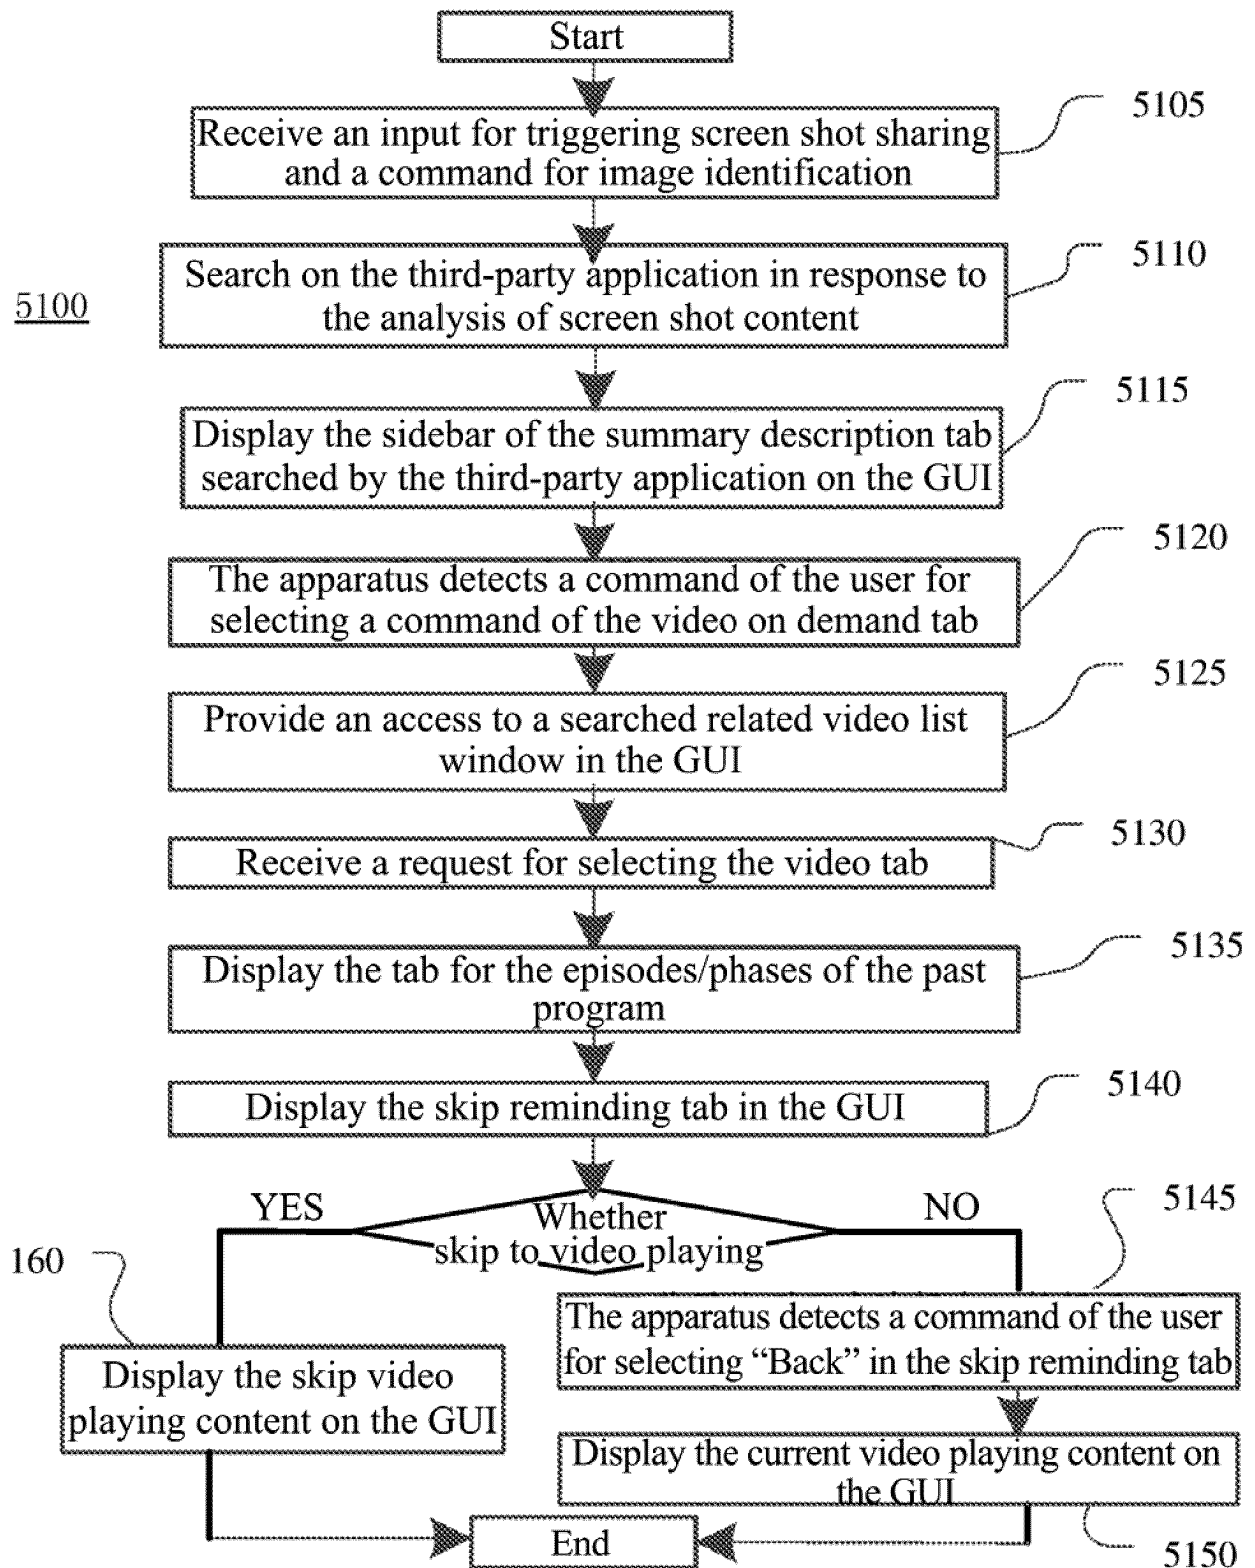 Start
5105
Receive an input for triggering screen shot sharing
and a command for image identification
5110
Search on the third-party application in response to
the analysis of screen shot content
5100
5115
Display the sidebar of the summary description tab
searched by the third-party application on the GUI
5120
The apparatus detects a command of the user for
selecting a command of the video on demand tab
5125
Provide an access to a searched related video list
window in the GUI
5130
Receive a request for selecting the video tab
5135
Display the tab for the episodes/phases of the past
program
5140
Display the skip reminding tab in the GUI
YES
Whether
skip to video playing
NO
5145
160
The apparatus detects a command of the user
for selecting “Back” in the skip reminding tab
Display the skip video
playing content on the GUI
Display the current video playing content on
the GUI
End
5150